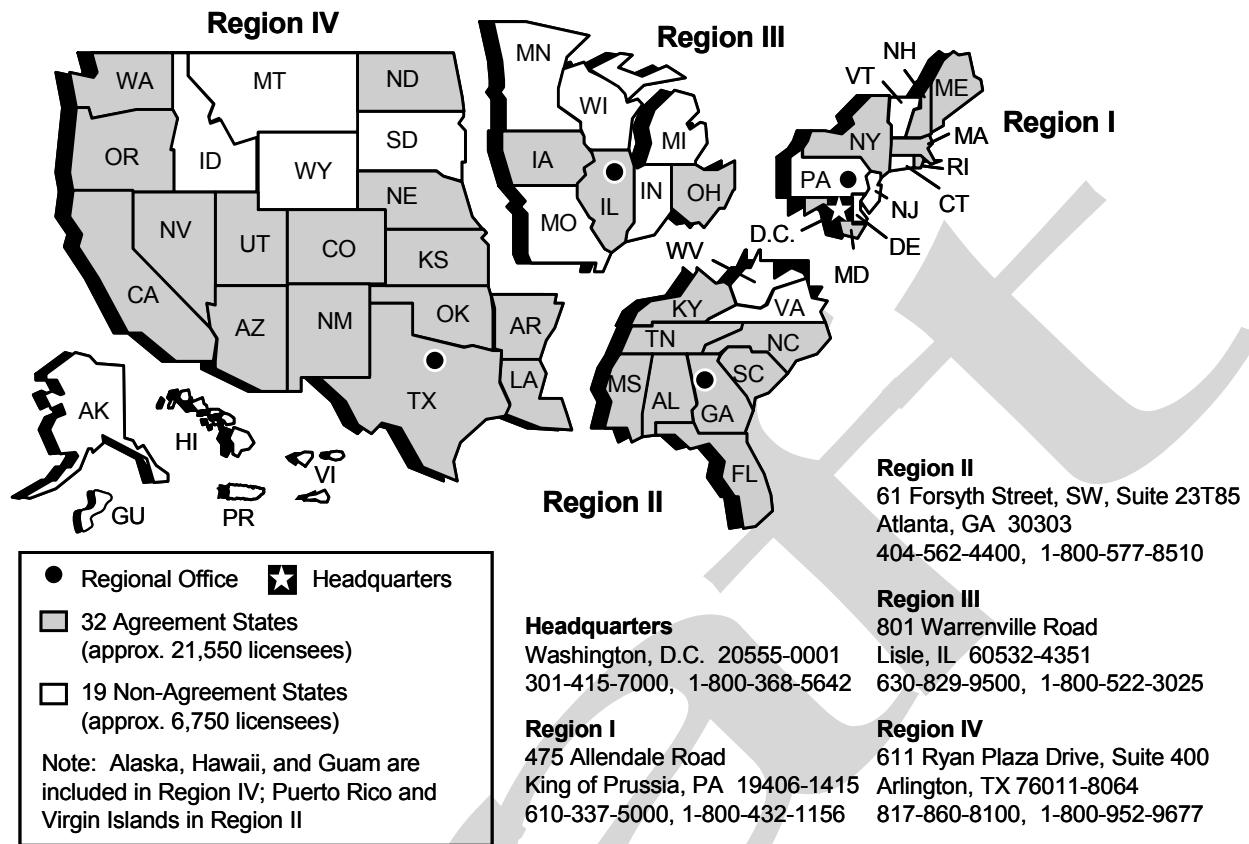 Region IV
Region III
Region I
WA
MT
ND
OR
ID
SD
WY
NE
NV
UT
CO
KS
CA
AZ
NM
OK
AR
TX
LA
AK
HI
GU
PR
VI
MN
WI
MI
IA
IL
IN
OH
MO
NH
VT
ME
MA
NY
RI
PA
CT
NJ
D.C.
DE
MD
WV
KY
VA
TN
NC
SC
MS
AL
GA
FL
Region II
Regional Office
Headquarters
32 Agreement States
(approx. 21,550 licensees)
19 Non-Agreement States
(approx. 6,750 licensees)
Note: Alaska, Hawaii, and Guam are
included in Region IV; Puerto Rico and
Virgin Islands in Region II
Headquarters
Washington, D.C. 20555-0001
301-415-7000, 1-800-368-5642
Region I
475 Allendale Road
King of Prussia, PA 19406-1415
610-337-5000, 1-800-432-1156
Region II
61 Forsyth Street, SW, Suite 23T85
Atlanta, GA 30303
404-562-4400, 1-800-577-8510
Region III
801 Warrenville Road
Lisle, IL 60532-4351
630-829-9500, 1-800-522-3025
Region IV
611 Ryan Plaza Drive, Suite 400
Arlington, TX 76011-8064
817-860-8100, 1-800-952-9677